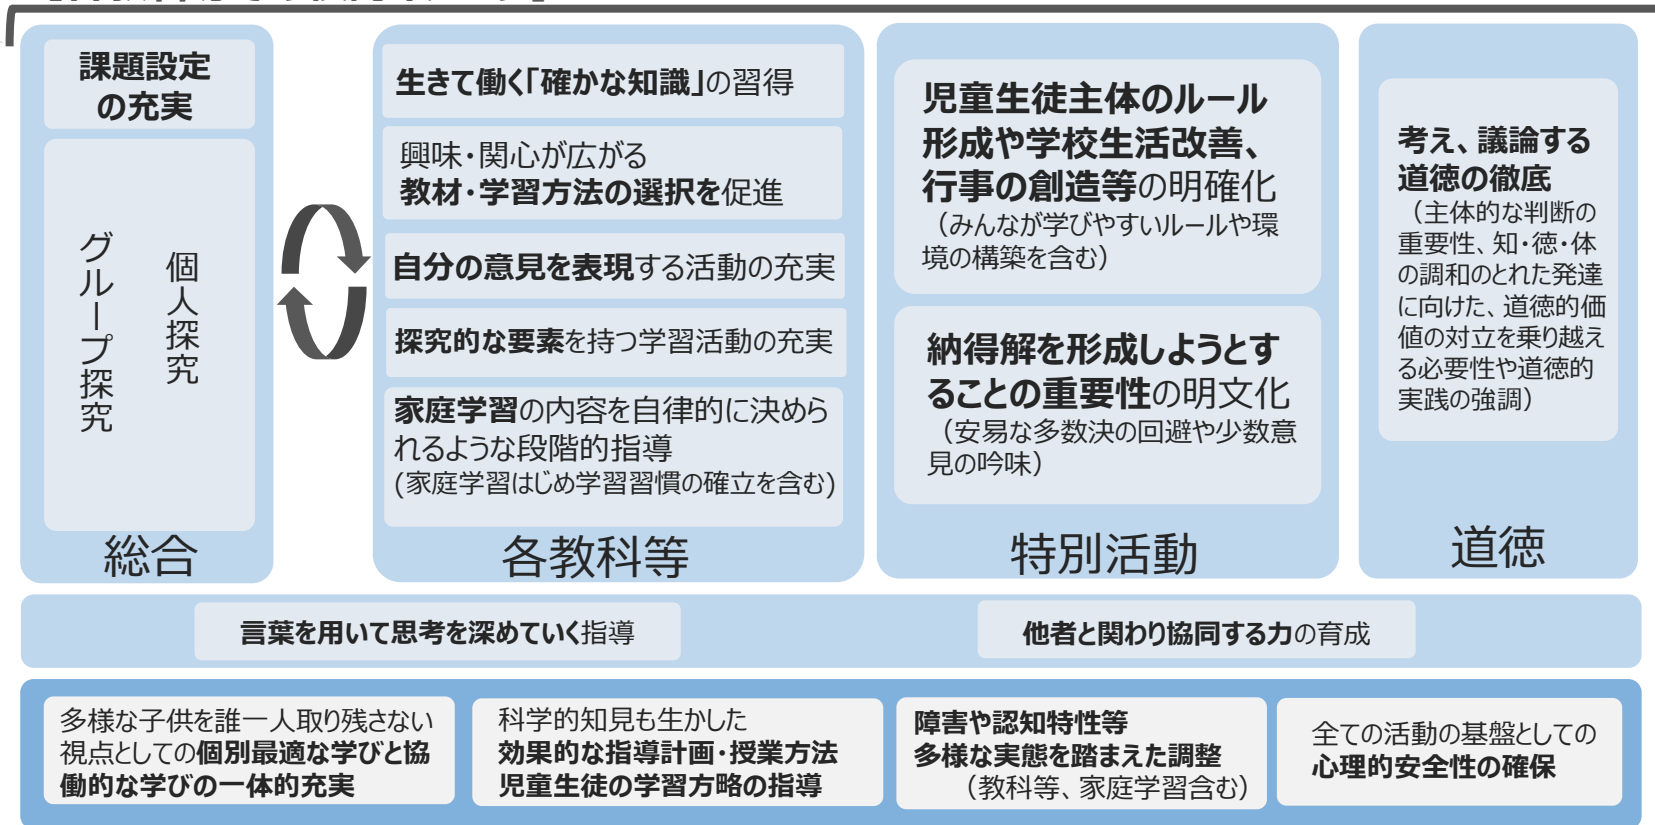 課題設定
の充実
グループ探究
個人探究
総合
生きて働く「確かな知識」の習得
興味・関心が広がる
教材・学習方法の選択を促進
自分の意見を表現する活動の充実
探究的な要素を持つ学習活動の充実
家庭学習の内容を自律的に決めら
れるような段階的指導
(家庭学習はじめ学習習慣の確立を含む)
各教科等
児童生徒主体のルール
形成や学校生活改善、
行事の創造等の明確化
（みんなが学びやすいルールや環
境の構築を含む）
納得解を形成しようとす
ることの重要性の明文化
（安易な多数決の回避や少数意
見の吟味）
特別活動
考え、議論する
道徳の徹底
（主体的な判断の
重要性、知・徳・体
の調和のとれた発達
に向けた、道徳的価
値の対立を乗り越え
る必要性や道徳的
実践の強調）
道徳
言葉を用いて思考を深めていく指導
他者と関わり協同する力の育成
多様な子供を誰一人取り残さない
視点としての個別最適な学びと協
働的な学びの一体的充実
科学的知見も生かした
効果的な指導計画・授業方法
児童生徒の学習方略の指導
障害や認知特性等
多様な実態を踏まえた調整
（教科等、家庭学習含む）
全ての活動の基盤としての
心理的安全性の確保